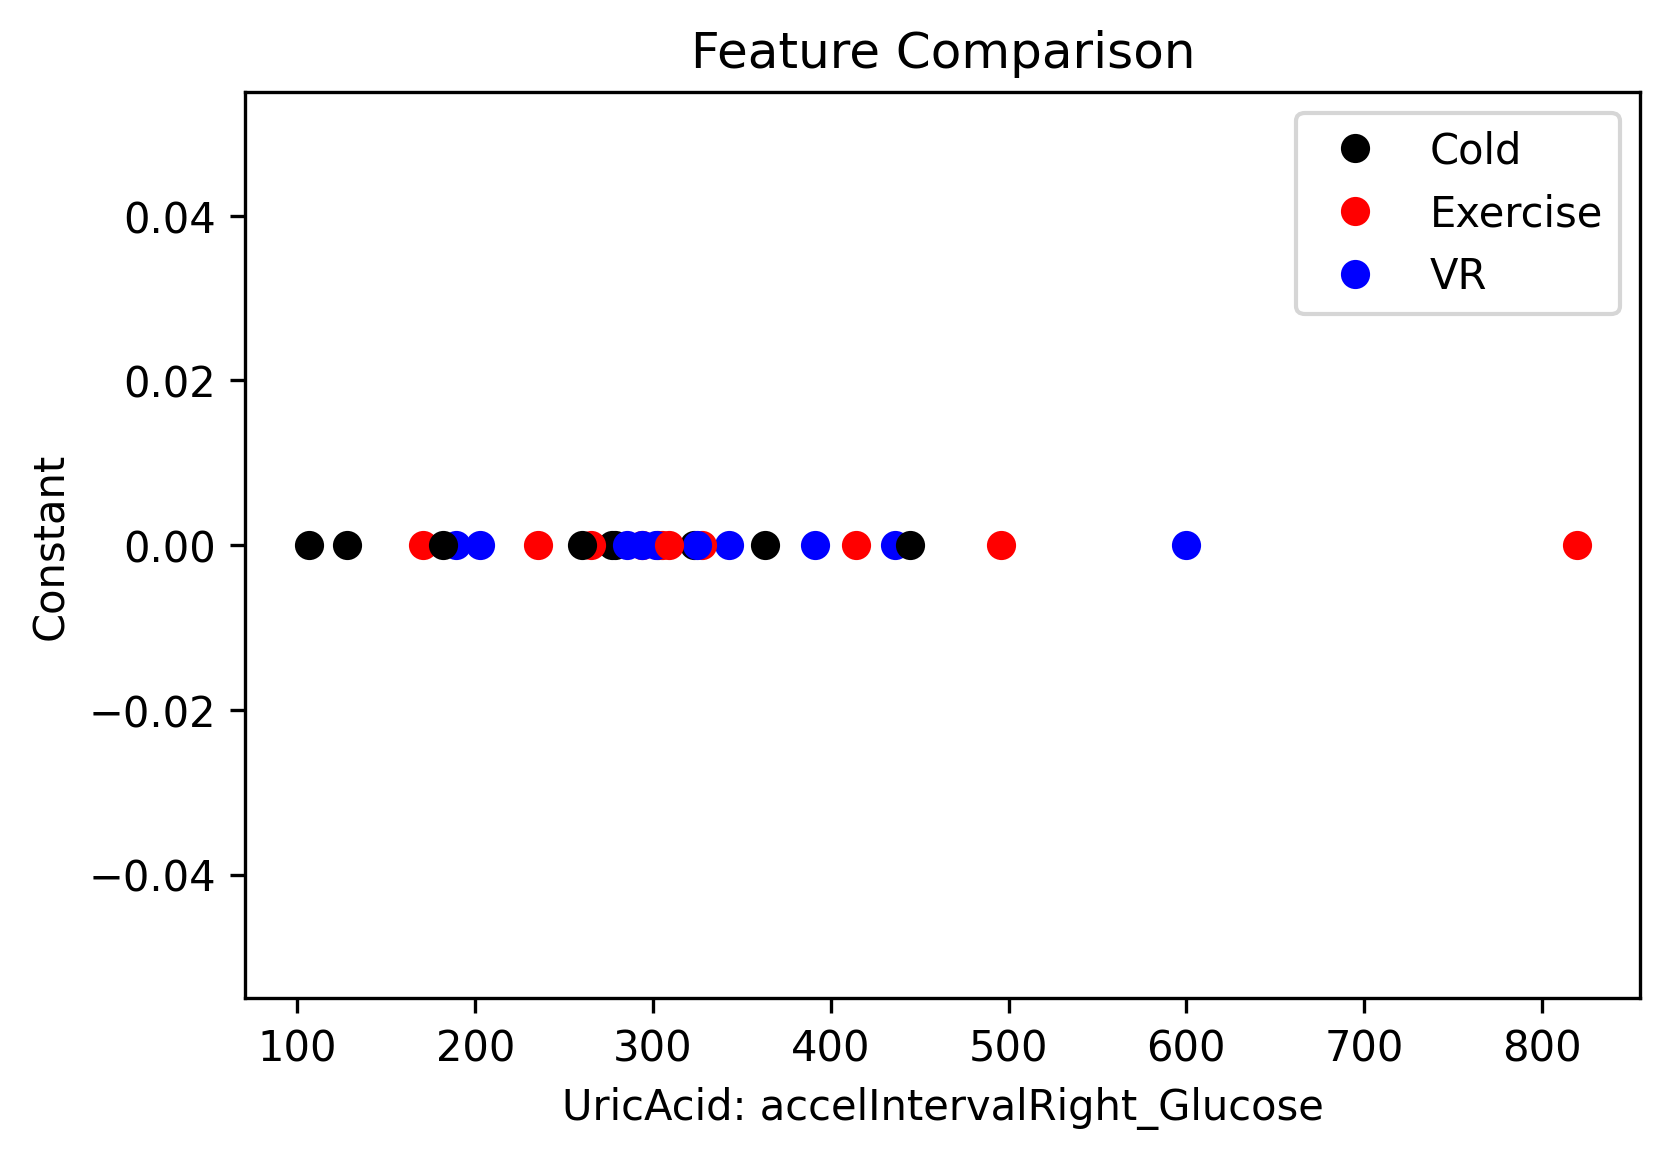 Feature Comparison
Cold
Exercise
VR
0.04
0.02
0.00
−0.02
−0.04
Constant
100 200 300 400 500 600 700 800
UricAcid: accelIntervalRight_Glucose